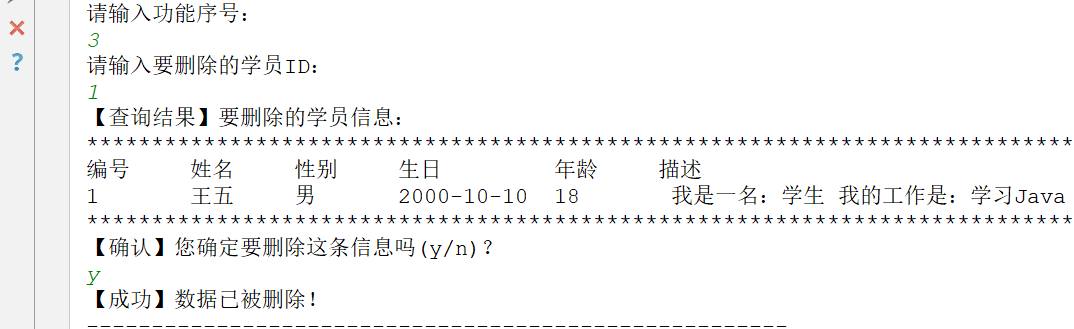 请输入功能序号：
3
请输入要删除的学员ID：
1
【查询结果】要删除的学员信息：
****************************************************************************
编号 姓名 性别 生日 年龄 描述
1 王五 男 2000-10-10 18 我是一名：学生 我的工作是：学习Java
****************************************************************************
【确认】您确定要删除这条信息吗(y/n)？
y
【成功】数据已被删除！
------------------------------------------------------